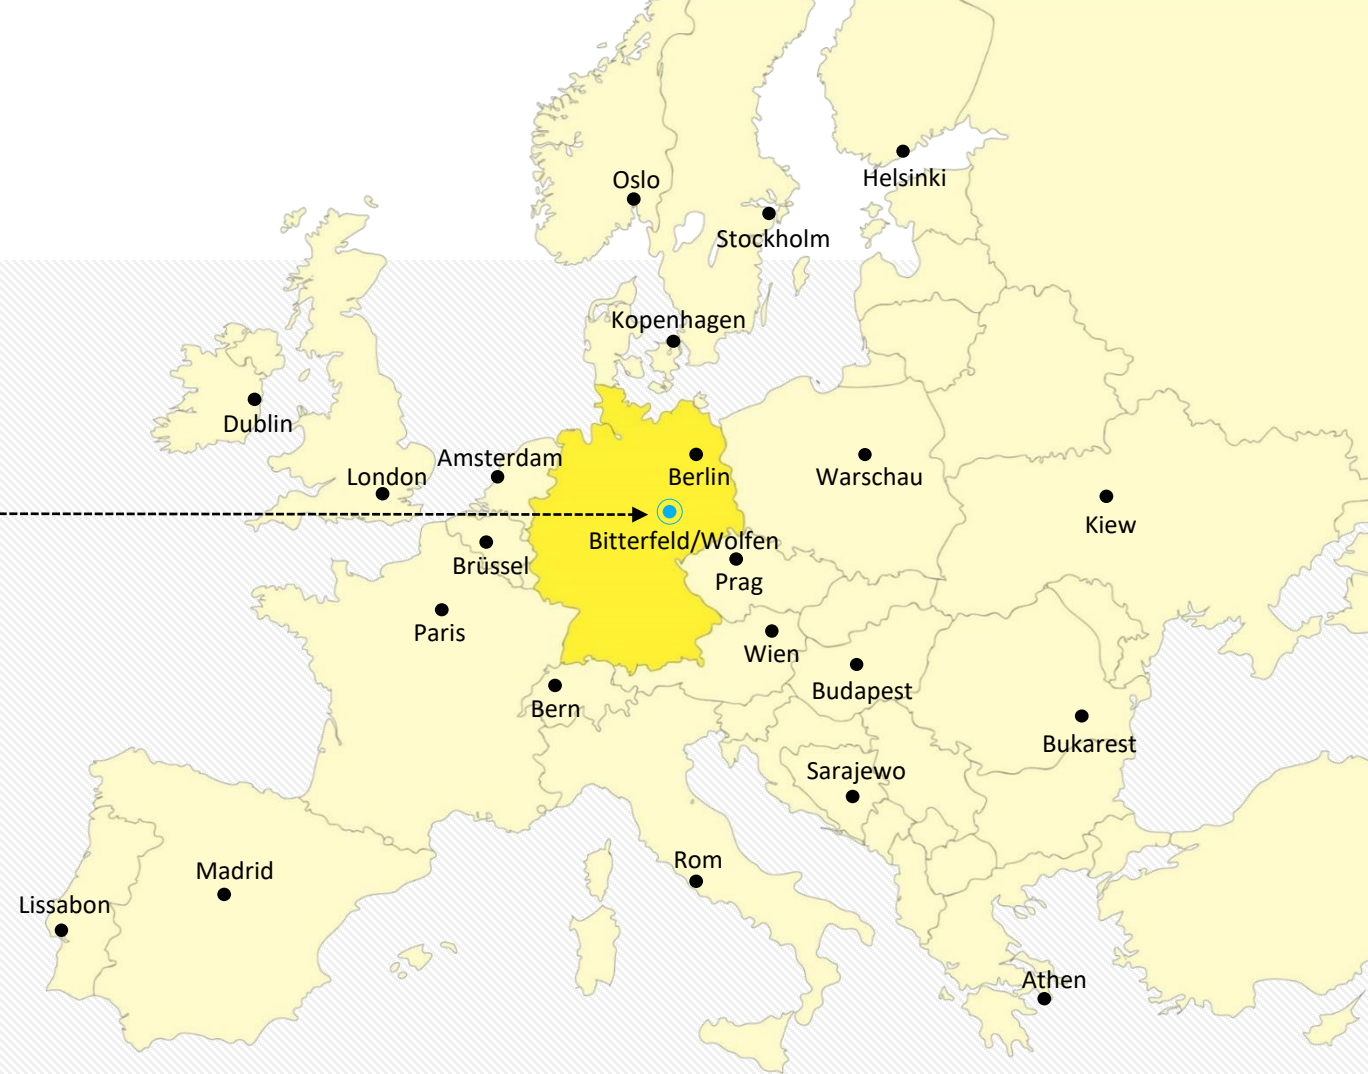 Helsinki
Oslo
Stockholm
Kopenhagen
Dublin
Amsterdam
London
Berlin
Warschau
Kiew
Bitterfeld/Wolfen
Brüssel
Prag
Paris
Wien
Budapest
Bern
Bukarest
Sarajewo
Rom
Madrid
Lissabon
Athen